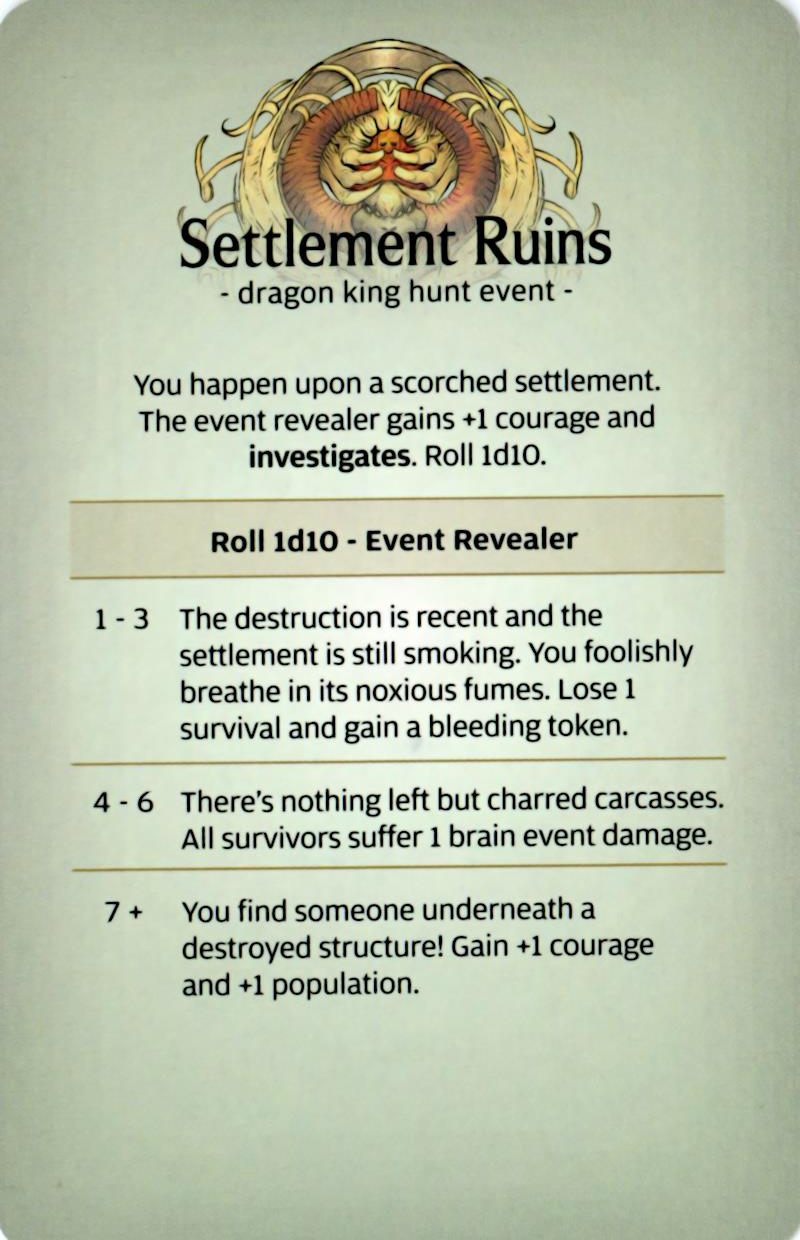 Settlement Ruins
- dragon king hunt event -
You happen upon a scorched settlement.
The event revealer gains +1 courage and
investigates. Roll 1d10.
Roll 1d10 - Event Revealer
1 - 3 The destruction is recent and the
settlement is still smoking. You foolishly
breathe in its noxious fumes. Lose 1
survival and gain a bleeding token.
4 - 6 There's nothing left but charred carcasses.
All survivors suffer 1 brain event damage.
7 + You find someone underneath a
destroyed structure! Gain +1 courage
and +1 population.